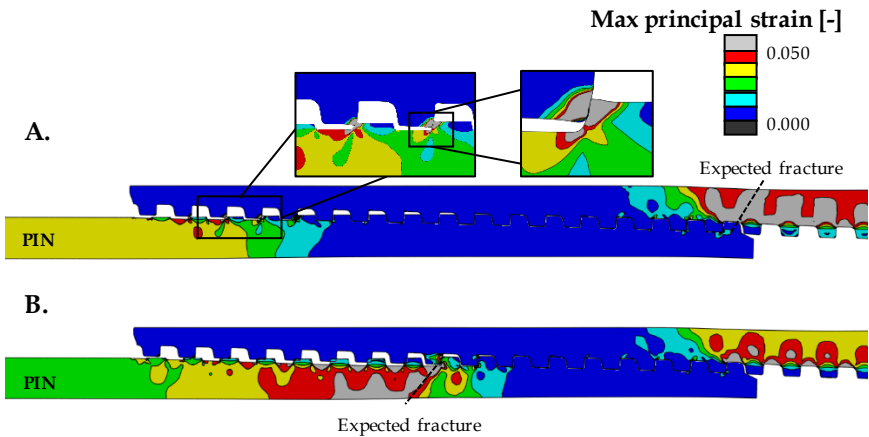 Max principal strain [-]
0.050
0.000
A.
Expected fracture
PIN
B.
PIN
Expected fracture